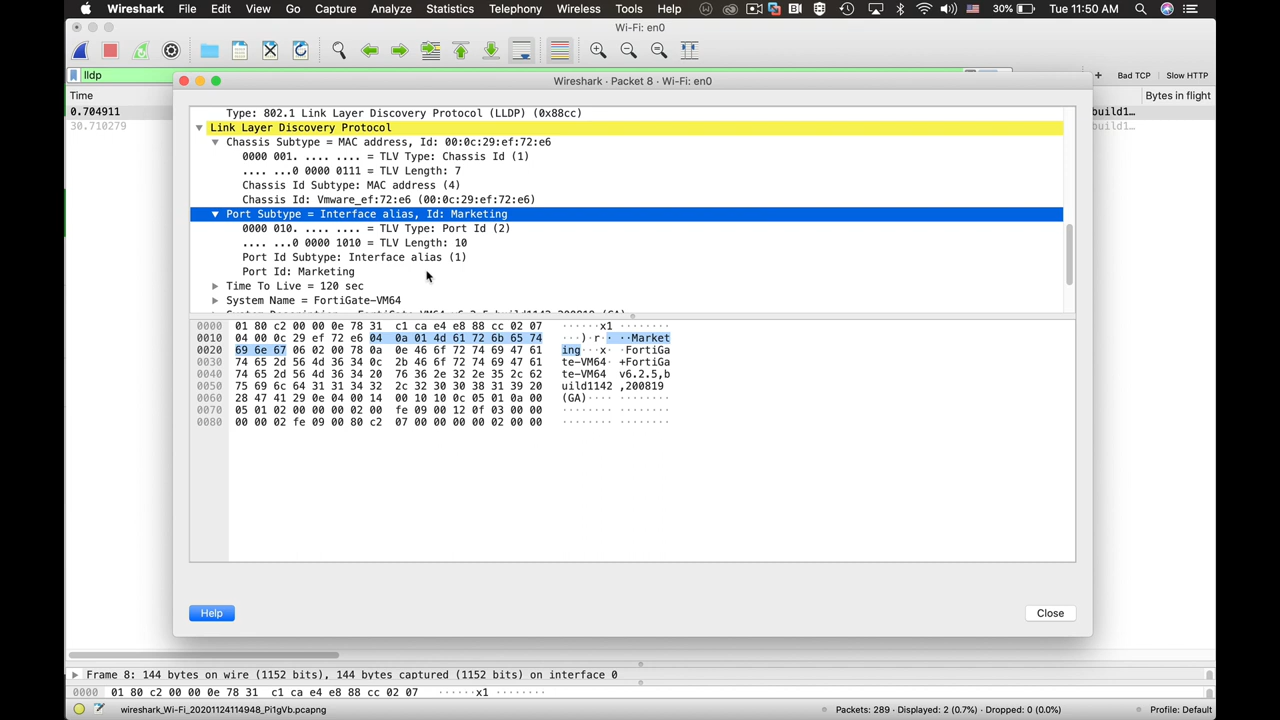 Wireshark File Edit View Go Capture Analyze Statistics Telephony Wireless Tools Help 30% Tue 11:50 AM
Wi-Fi: en0
lldp
+ Bad TCP Slow HTTP
Wireshark · Packet 8 · Wi-Fi: en0
Time
Bytes in flight
0.704911
build1…
30.710279
build1…
Type: 802.1 Link Layer Discovery Protocol (LLDP) (0x88cc)
Link Layer Discovery Protocol
Chassis Subtype = MAC address, Id: 00:0c:29:ef:72:e6
0000 001. .... .... = TLV Type: Chassis Id (1)
.... ...0 0000 0111 = TLV Length: 7
Chassis Id Subtype: MAC address (4)
Chassis Id: Vmware_ef:72:e6 (00:0c:29:ef:72:e6)
Port Subtype = Interface alias, Id: Marketing
0000 010. .... .... = TLV Type: Port Id (2)
.... ...0 0000 1010 = TLV Length: 10
Port Id Subtype: Interface alias (1)
Port Id: Marketing
Time To Live = 120 sec
System Name = FortiGate-VM64
0000 01 80 c2 00 00 0e 78 31 c1 ca e4 e8 88 cc 02 07 ······x1 ········
0010 04 00 0c 29 ef 72 e6 04 0a 01 4d 61 72 6b 65 74 ···)·r·· ··Market
0020 69 6e 67 06 02 00 78 0a 0e 46 6f 72 74 69 47 61 ing···x· ·FortiGa
0030 74 65 2d 56 4d 36 34 0c 2b 46 6f 72 74 69 47 61 te-VM64· +FortiGa
0040 74 65 2d 56 4d 36 34 20 76 36 2e 32 2e 35 2c 62 te-VM64 v6.2.5,b
0050 75 69 6c 64 31 31 34 32 2c 32 30 30 38 31 39 20 uild1142 ,200819
0060 28 47 41 29 0e 04 00 14 00 10 10 0c 05 01 0a 00 (GA)···· ········
0070 05 01 02 00 00 00 02 00 fe 09 00 12 0f 03 00 00 ········ ········
0080 00 00 02 fe 09 00 80 c2 07 00 00 00 00 02 00 00 ········ ········
Help
Close
Frame 8: 144 bytes on wire (1152 bits), 144 bytes captured (1152 bits) on interface 0
0000 01 80 c2 00 00 0e 78 31 c1 ca e4 e8 88 cc 02 07 ······x1 ········
wireshark_Wi-Fi_20201124114948_Pi1gVb.pcapng
Packets: 289 · Displayed: 2 (0.7%) · Dropped: 0 (0.0%)
Profile: Default